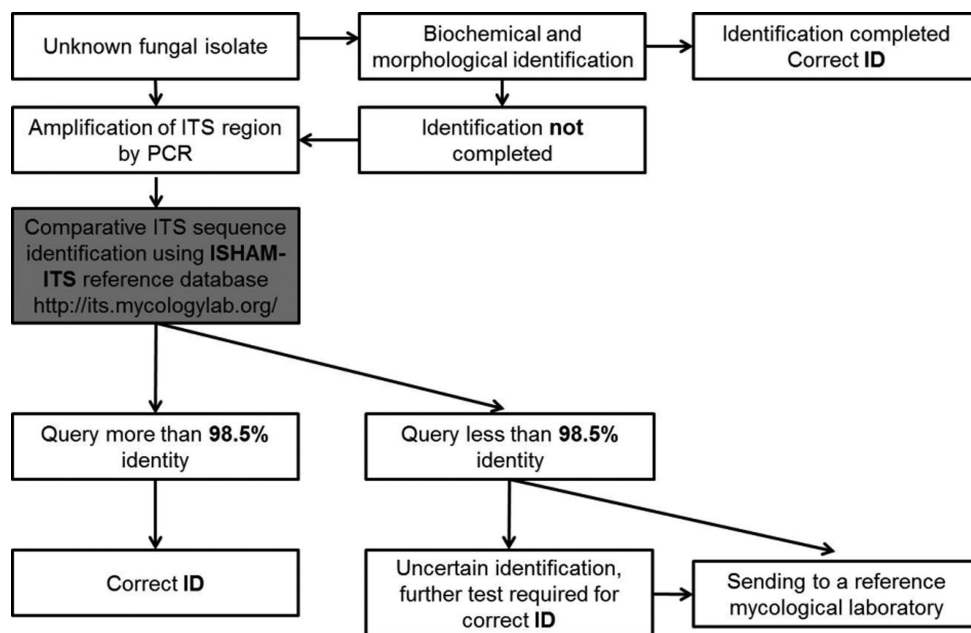 Unknown fungal isolate
Biochemical and
morphological identification
Identification completed
Correct ID
Amplification of ITS region
by PCR
Identification not
completed
Comparative ITS sequence
identification using ISHAM-
ITS reference database
http://its.mycologylab.org/
Query more than 98.5%
identity
Query less than 98.5%
identity
Correct ID
Uncertain identification,
further test required for
correct ID
Sending to a reference
mycological laboratory